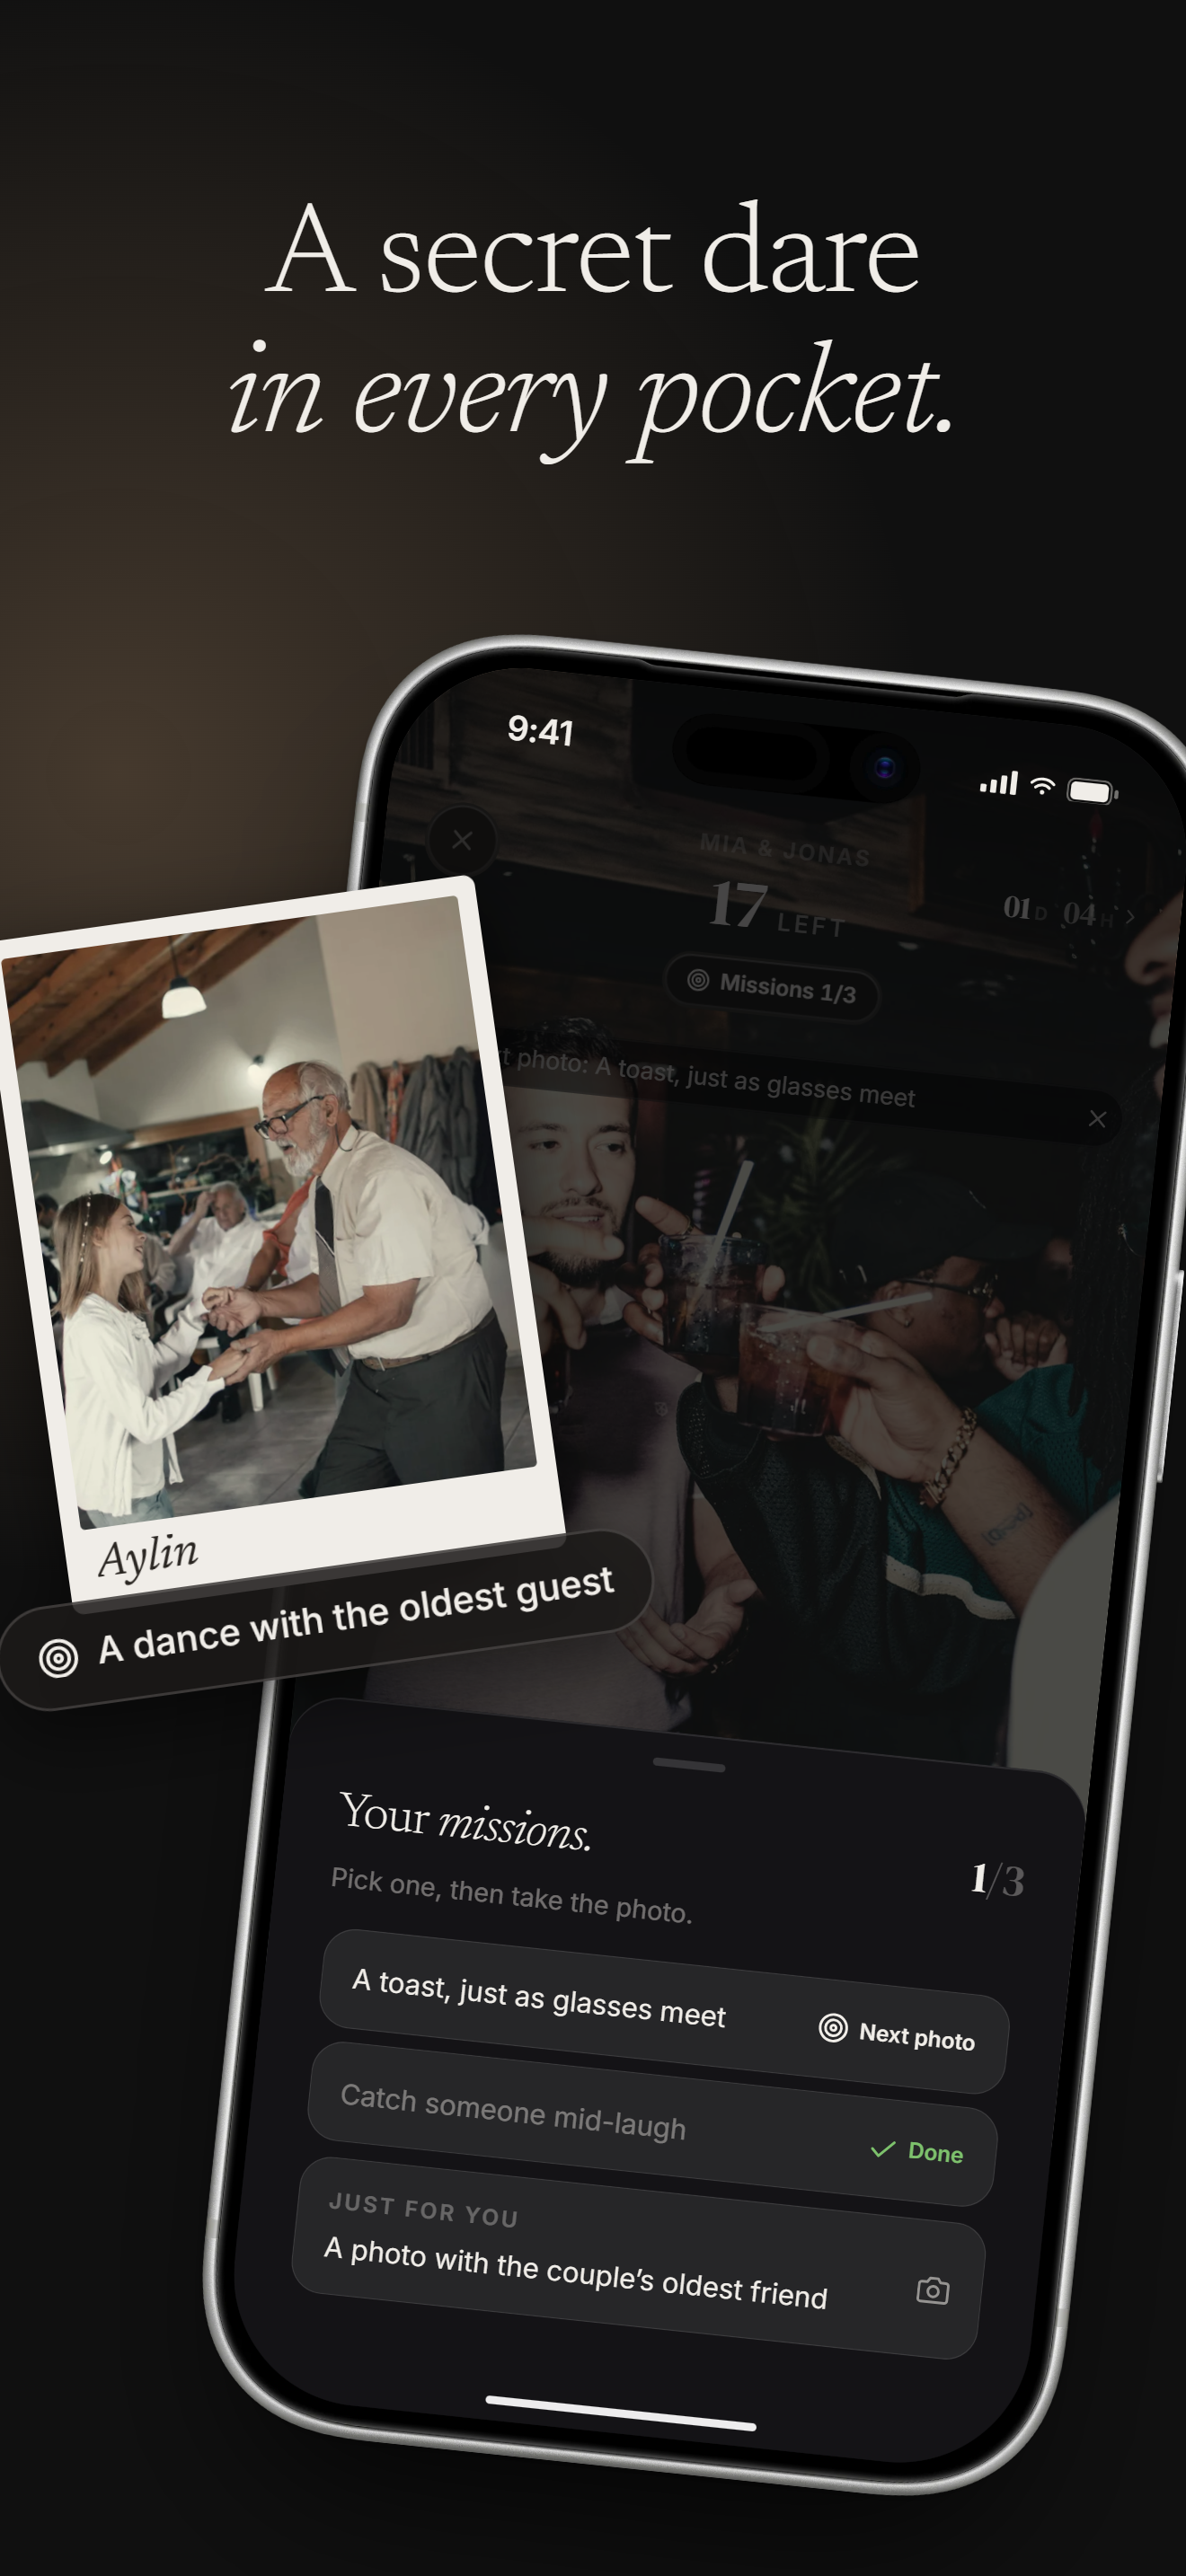 A secret dare
in every pocket.
9:41
MIA & JONAS
17 LEFT
01 D 04 H
Missions 1/3
photo: A toast, just as glasses meet
Aylin
A dance with the oldest guest
Your missions.
1/3
Pick one, then take the photo.
A toast, just as glasses meet
Next photo
Catch someone mid-laugh
Done
JUST FOR YOU
A photo with the couple’s oldest friend